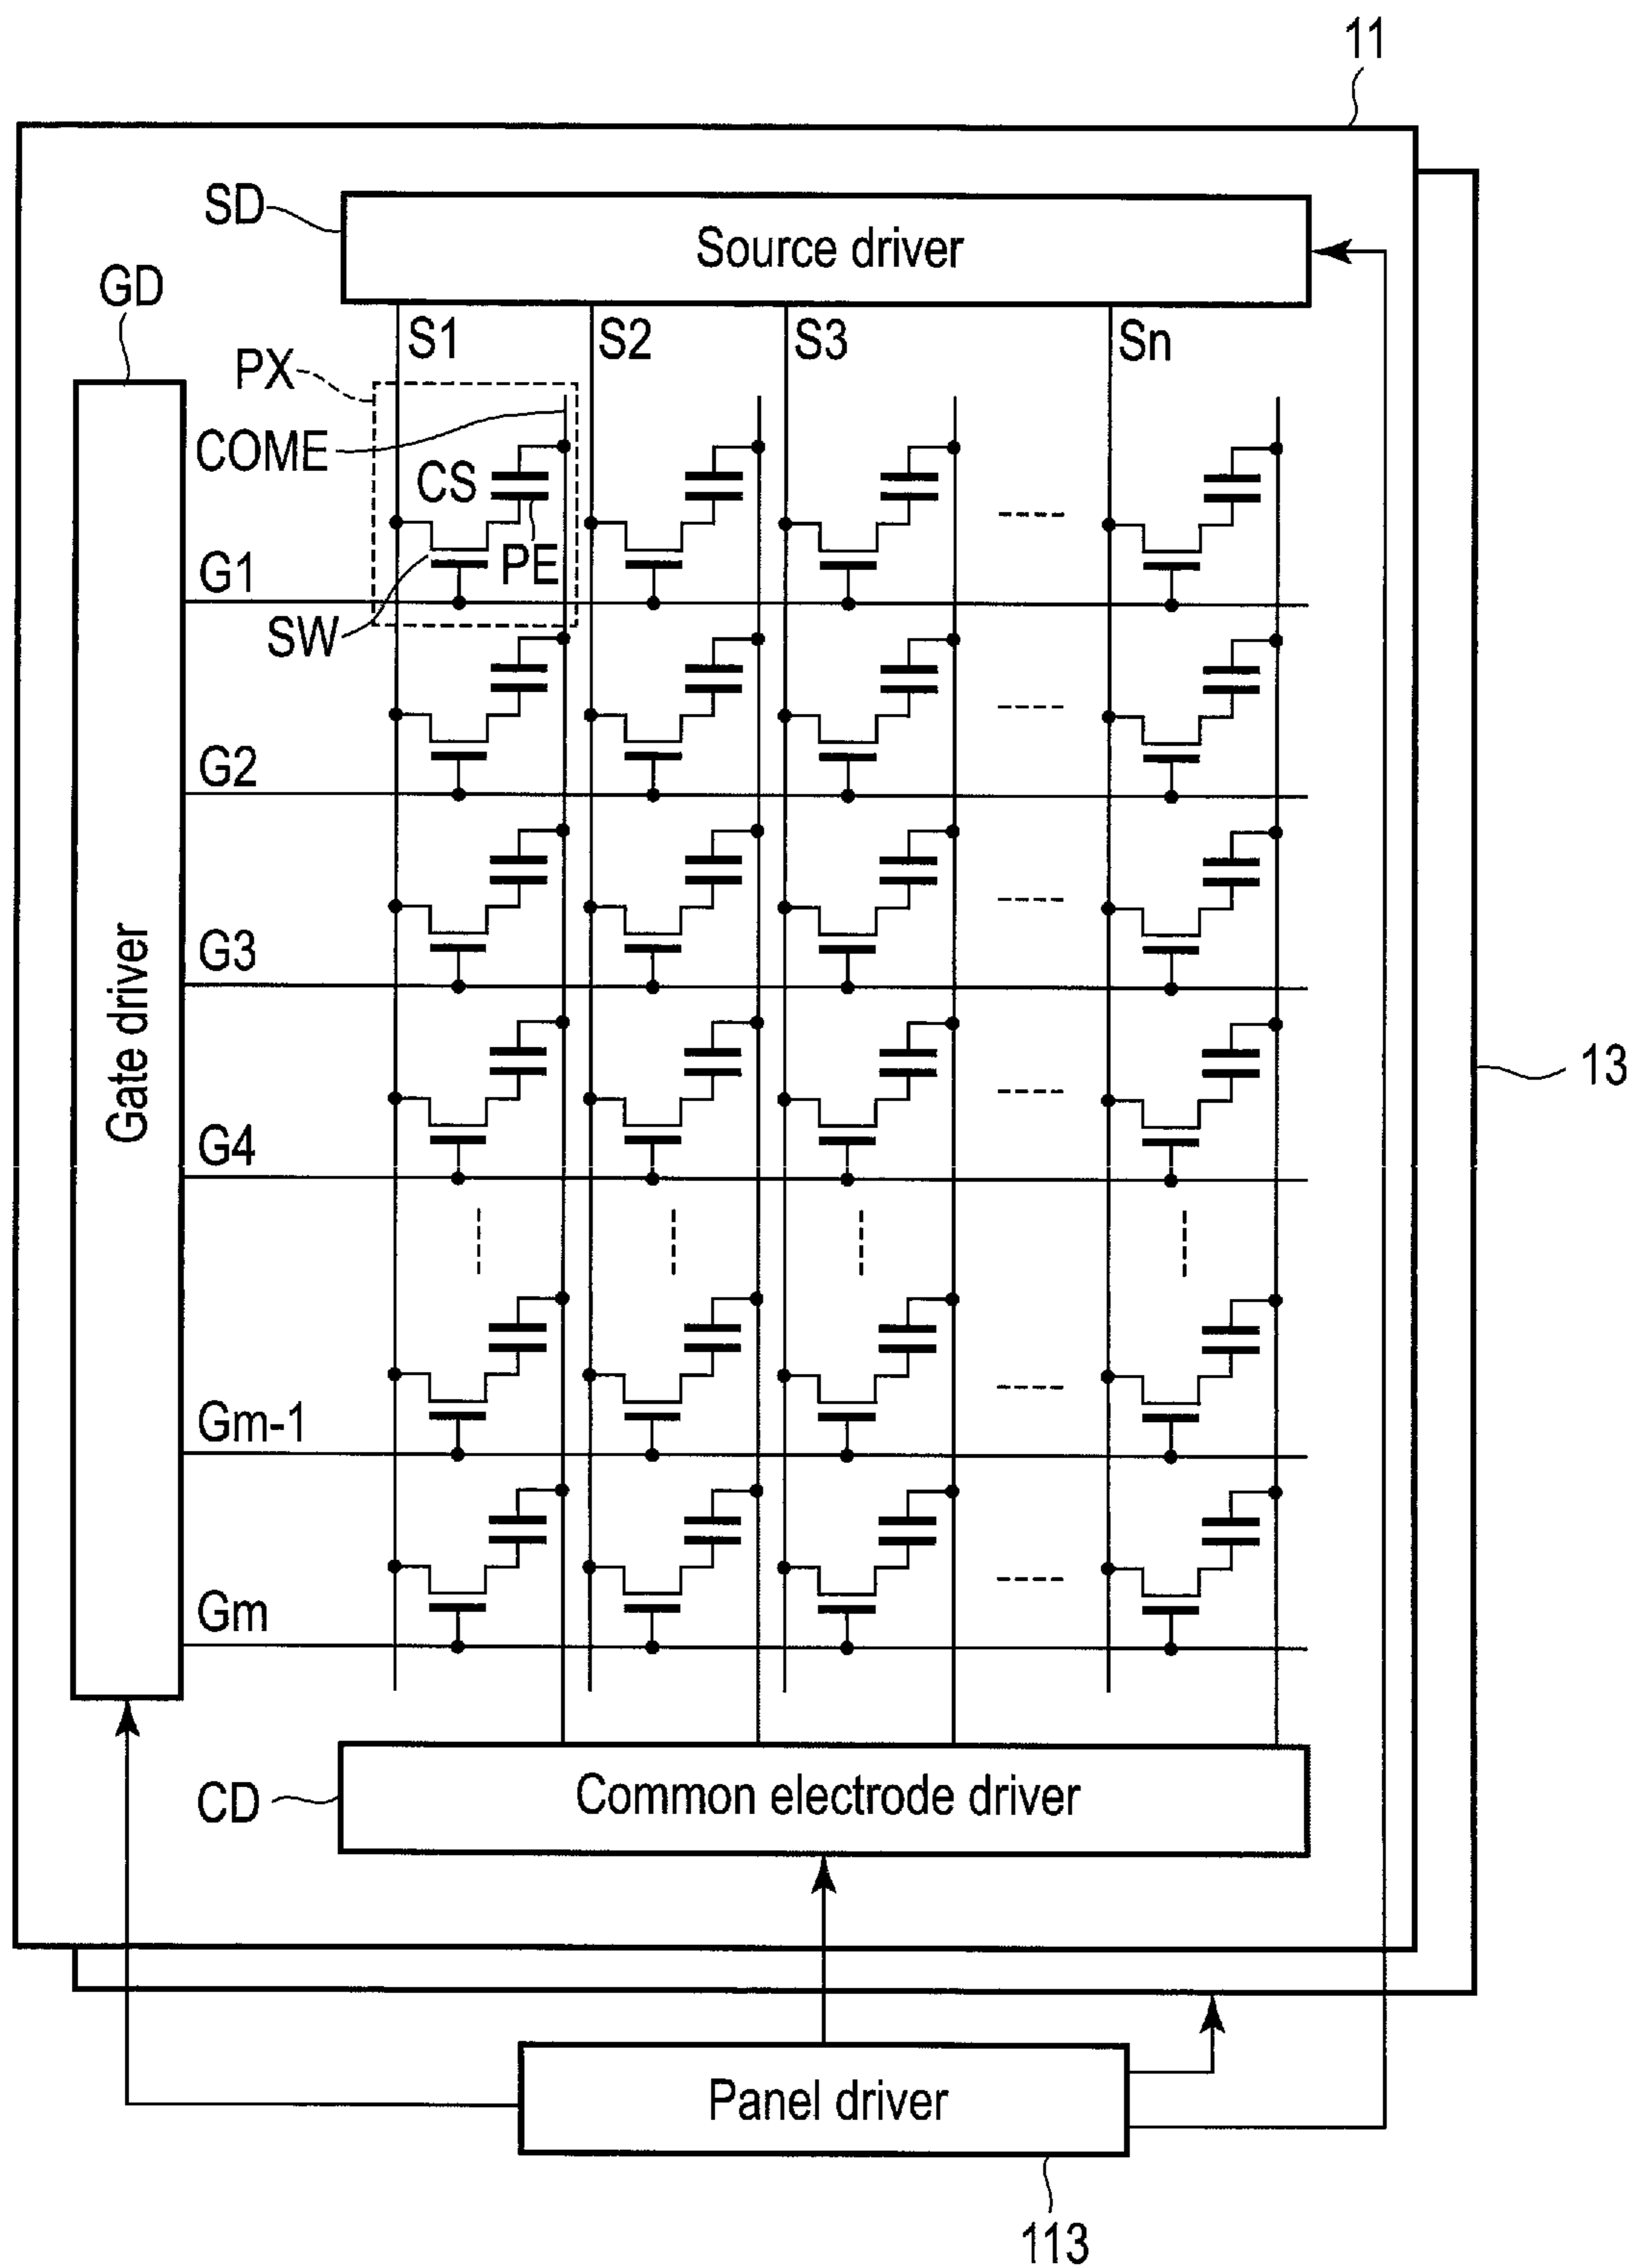 11
SD
Source driver
GD
S1
S2
S3
Sn
PX
COME
CS
PE
G1
SW
G2
Gate driver
G3
13
G4
Gm-1
Gm
CD
Common electrode driver
Panel driver
113